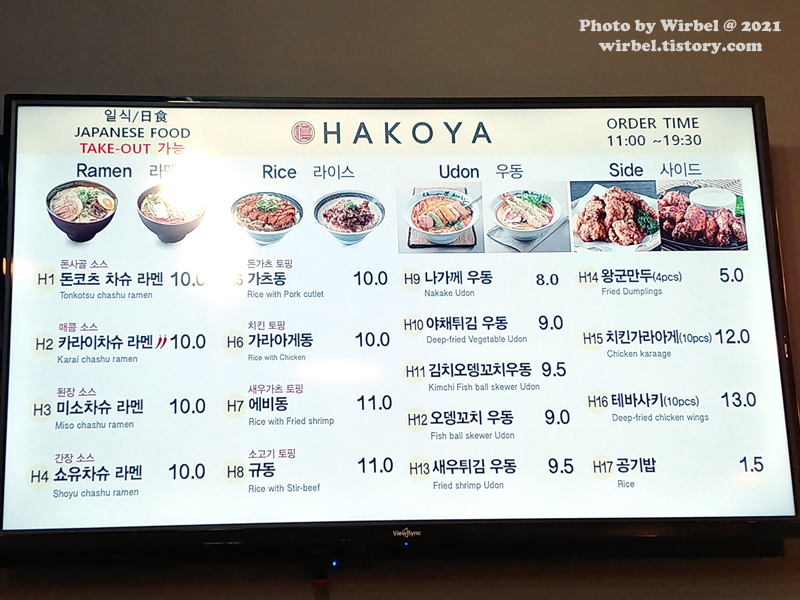 Photo by Wirbel @ 2021
wirbel.tistory.com
일식/日食
JAPANESE FOOD
TAKE-OUT 가능
HAKOYA
ORDER TIME
11:00 ~19:30
Ramen 라멘
돈사골 소스
H1 돈코츠 차슈 라멘 10.0
Tonkotsu chashu ramen
매콤 소스
H2 카라이차슈 라멘 10.0
Karai chashu ramen
된장 소스
H3 미소차슈 라멘 10.0
Miso chashu ramen
간장 소스
H4 쇼유차슈 라멘 10.0
Shoyu chashu ramen
Rice 라이스
돈가츠 토핑
5 가츠동 10.0
Rice with Pork cutlet
치킨 토핑
H6 가라아게동 10.0
Rice with Chicken
새우가츠 토핑
H7 에비동 11.0
Rice with Fried shrimp
소고기 토핑
H8 규동 11.0
Rice with Stir-beef
Udon 우동
H9 나가께 우동 8.0
Nakake Udon
H10 야채튀김 우동 9.0
Deep-fried Vegetable Udon
H11 김치오뎅꼬치우동 9.5
Kimchi Fish ball skewer Udon
H12 오뎅꼬치 우동 9.0
Fish ball skewer Udon
H13 새우튀김 우동 9.5
Fried shrimp Udon
Side 사이드
H14 왕군만두(4pcs) 5.0
Fried Dumplings
H15 치킨가라아게(10pcs) 12.0
Chicken karaage
H16 테바사키(10pcs) 13.0
Deep-fried chicken wings
H17 공기밥 1.5
Rice
ViewSync